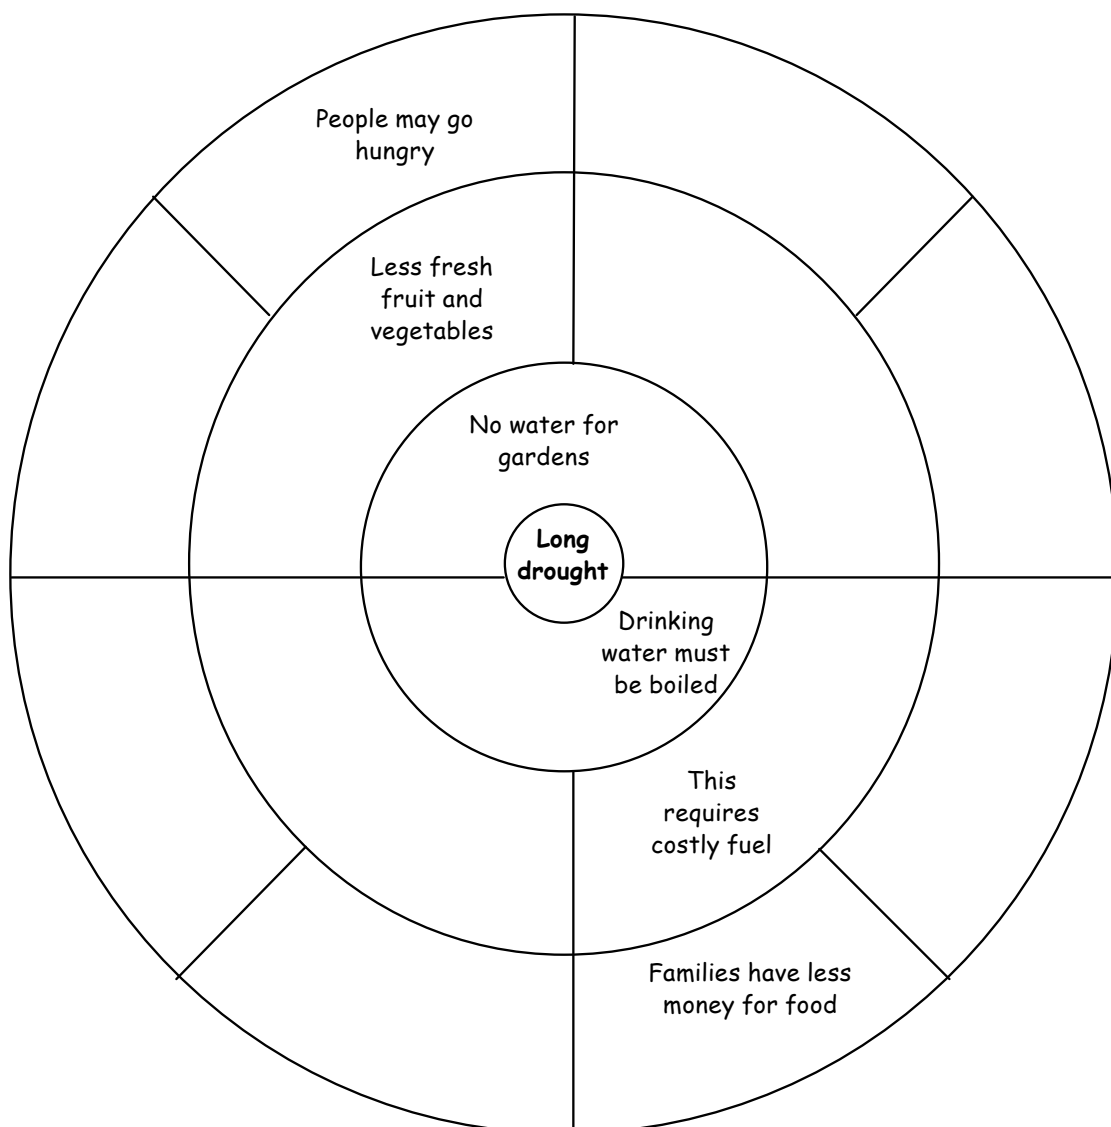 People may go
hungry
Less fresh
fruit and
vegetables
No water for
gardens
Long
drought
Drinking
water must
be boiled
This
requires
costly fuel
Families have less
money for food